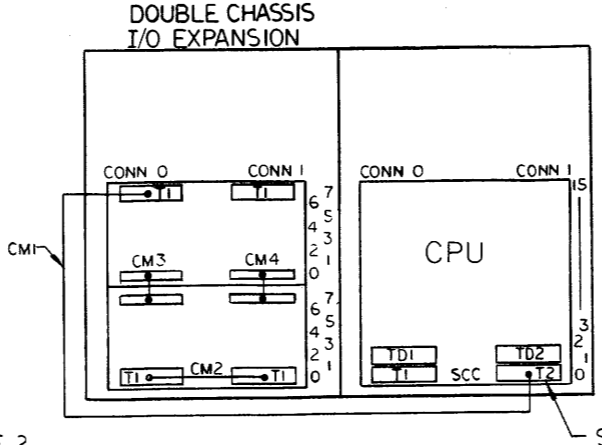 DOUBLE CHASSIS
I/O EXPANSION
CONN 0
CONN 1
CONN 0
CONN 1
T1
T1
7
6
5
4
3
2
1
0
15
CM1
CM3
CM4
CPU
7
6
5
4
3
2
1
0
3
2
1
0
TD1
TD2
T1
CM2
T1
T1
SCC
T2